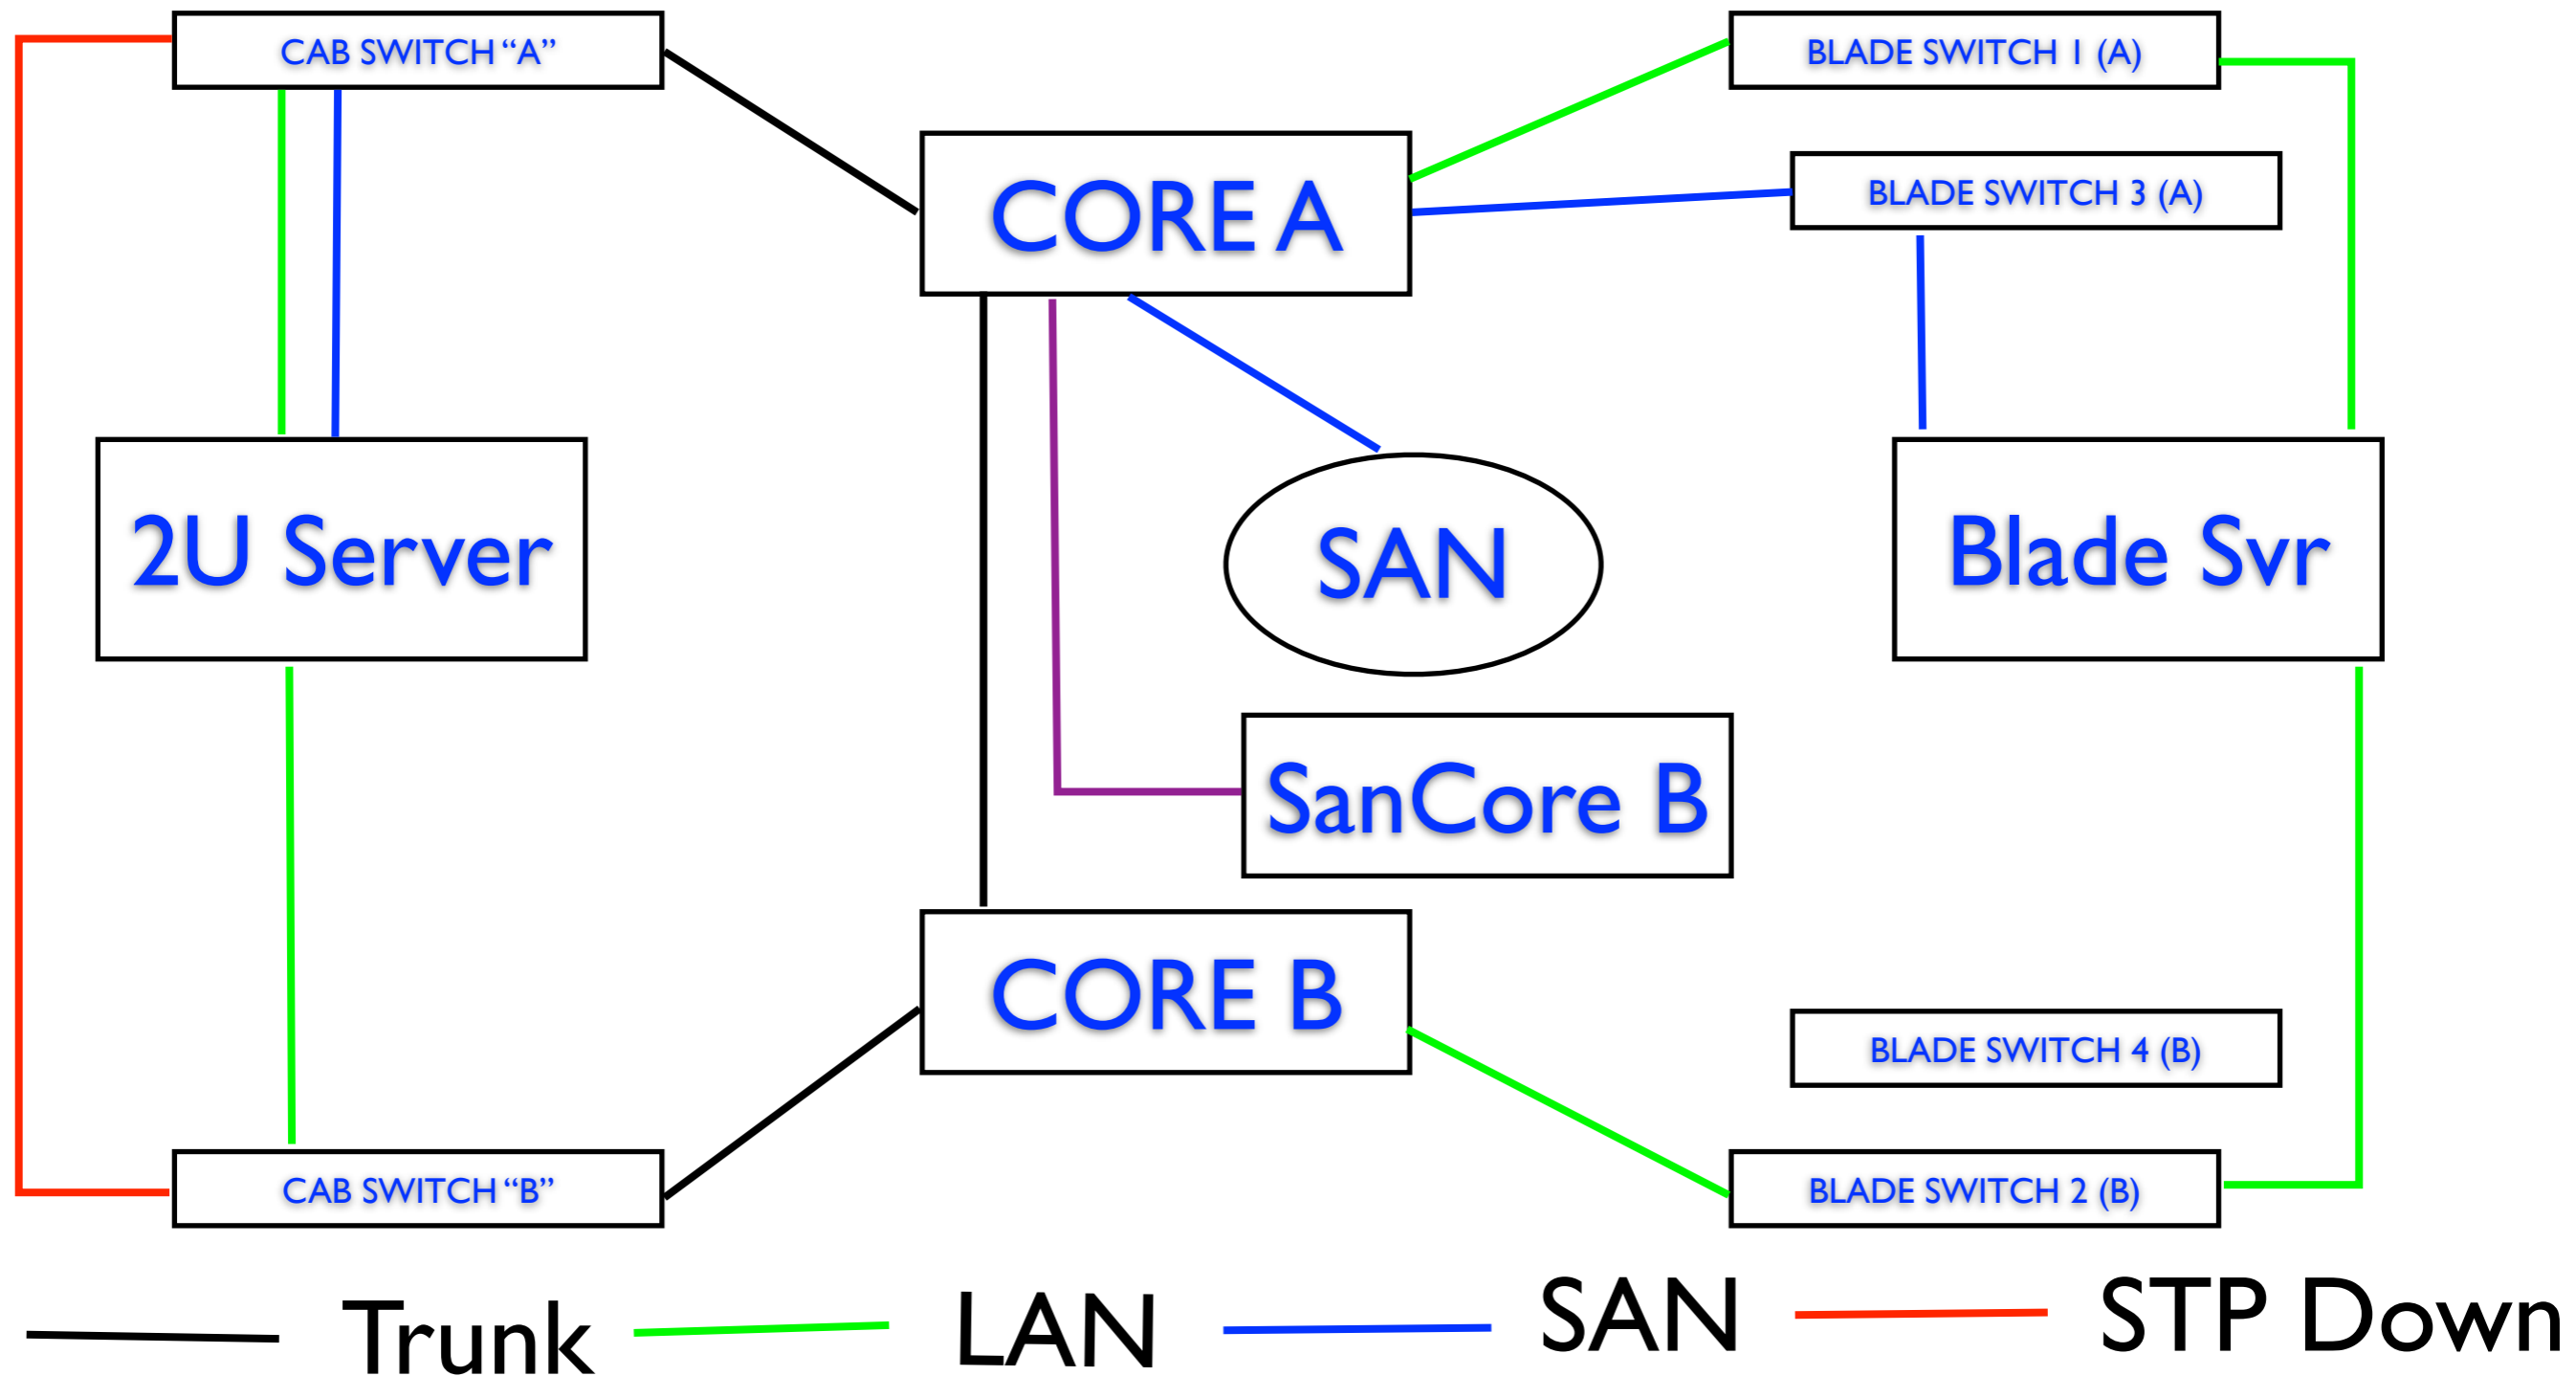 CAB SWITCH “A”
BLADE SWITCH 1 (A)
CORE A
BLADE SWITCH 3 (A)
2U Server
SAN
Blade Svr
SanCore B
CORE B
BLADE SWITCH 4 (B)
CAB SWITCH “B”
BLADE SWITCH 2 (B)
Trunk
LAN
SAN
STP Down